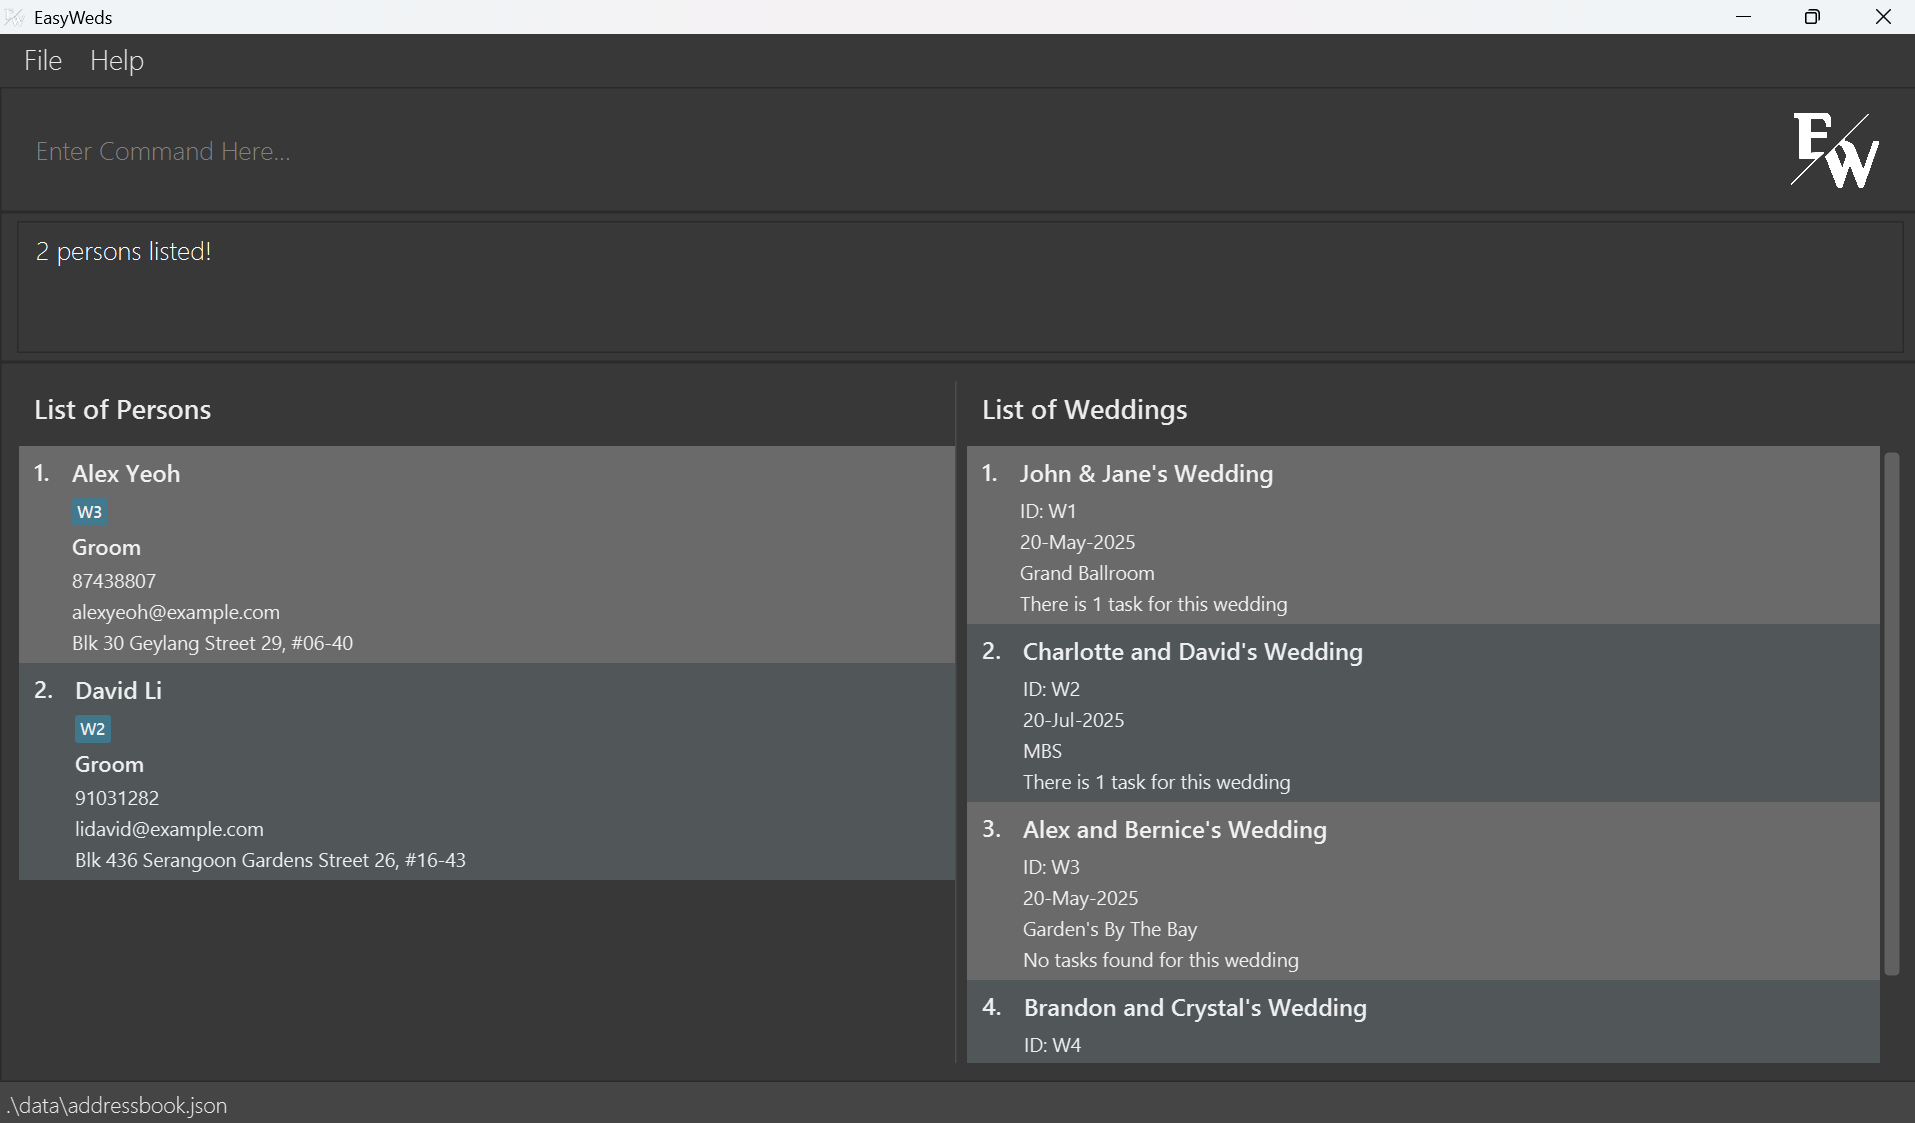 EasyWeds
File Help
Enter Command Here...
EW
2 persons listed!
List of Persons
1. Alex Yeoh
W3
Groom
87438807
alexyeoh@example.com
Blk 30 Geylang Street 29, #06-40
2. David Li
W2
Groom
91031282
lidavid@example.com
Blk 436 Serangoon Gardens Street 26, #16-43
List of Weddings
1. John & Jane's Wedding
ID: W1
20-May-2025
Grand Ballroom
There is 1 task for this wedding
2. Charlotte and David's Wedding
ID: W2
20-Jul-2025
MBS
There is 1 task for this wedding
3. Alex and Bernice's Wedding
ID: W3
20-May-2025
Garden's By The Bay
No tasks found for this wedding
4. Brandon and Crystal's Wedding
ID: W4
.\data\addressbook.json